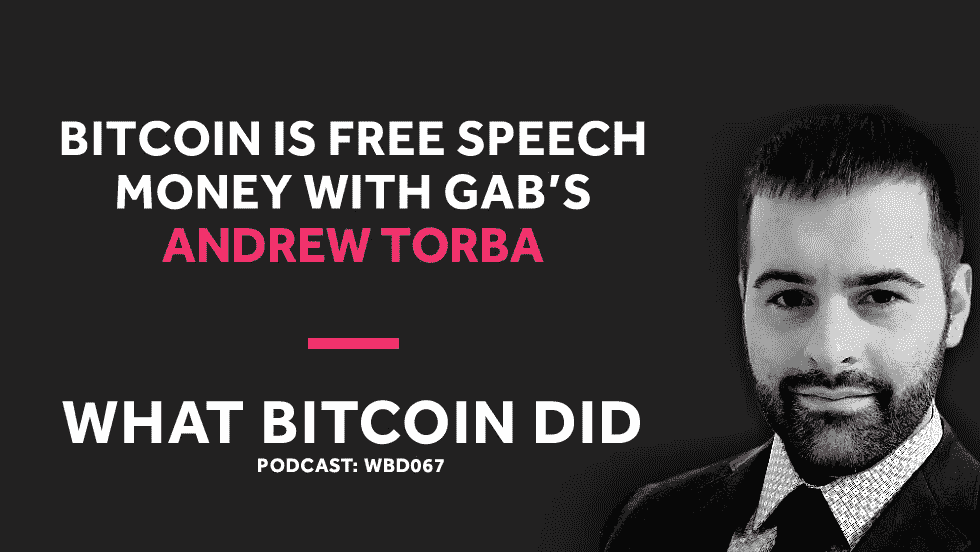 BITCOIN IS FREE SPEECH
MONEY WITH GAB'S
ANDREW TORBA
WHAT BITCOIN DID
PODCAST: WBD067